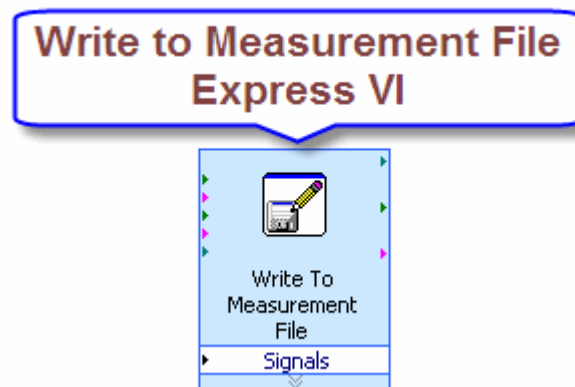 Write to Measurement File
Express VI
Write To
Measurement
File
Signals